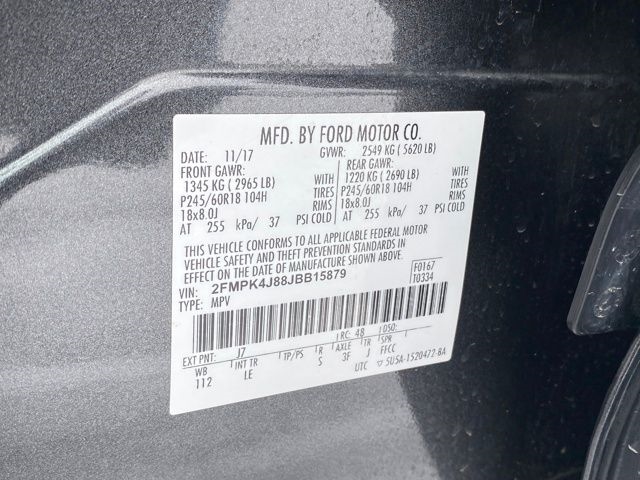 MFD. BY FORD MOTOR CO.
DATE: 11/17 GVWR: 2549 KG ( 5620 LB)
FRONT GAWR: REAR GAWR:
1345 KG ( 2965 LB) WITH 1220 KG ( 2690 LB) WITH
P245/60R18 104H TIRES P245/60R18 104H TIRES
18x8.0J RIMS 18x8.0J RIMS
AT 255 kPa/ 37 PSI COLD AT 255 kPa/ 37 PSI COLD
THIS VEHICLE CONFORMS TO ALL APPLICABLE FEDERAL MOTOR
VEHICLE SAFETY AND THEFT PREVENTION STANDARDS IN
EFFECT ON THE DATE OF MANUFACTURE SHOWN ABOVE.
VIN: 2FMPK4J88JBB15879 F0167
TYPE: MPV T0334
EXT PNT: J7 RC: 48 DSO:
WB INT TR TP/PS R AXLE TR SPR
112 LE S 3F J FFCC
UTC ▽ 5USA-1520472-BA